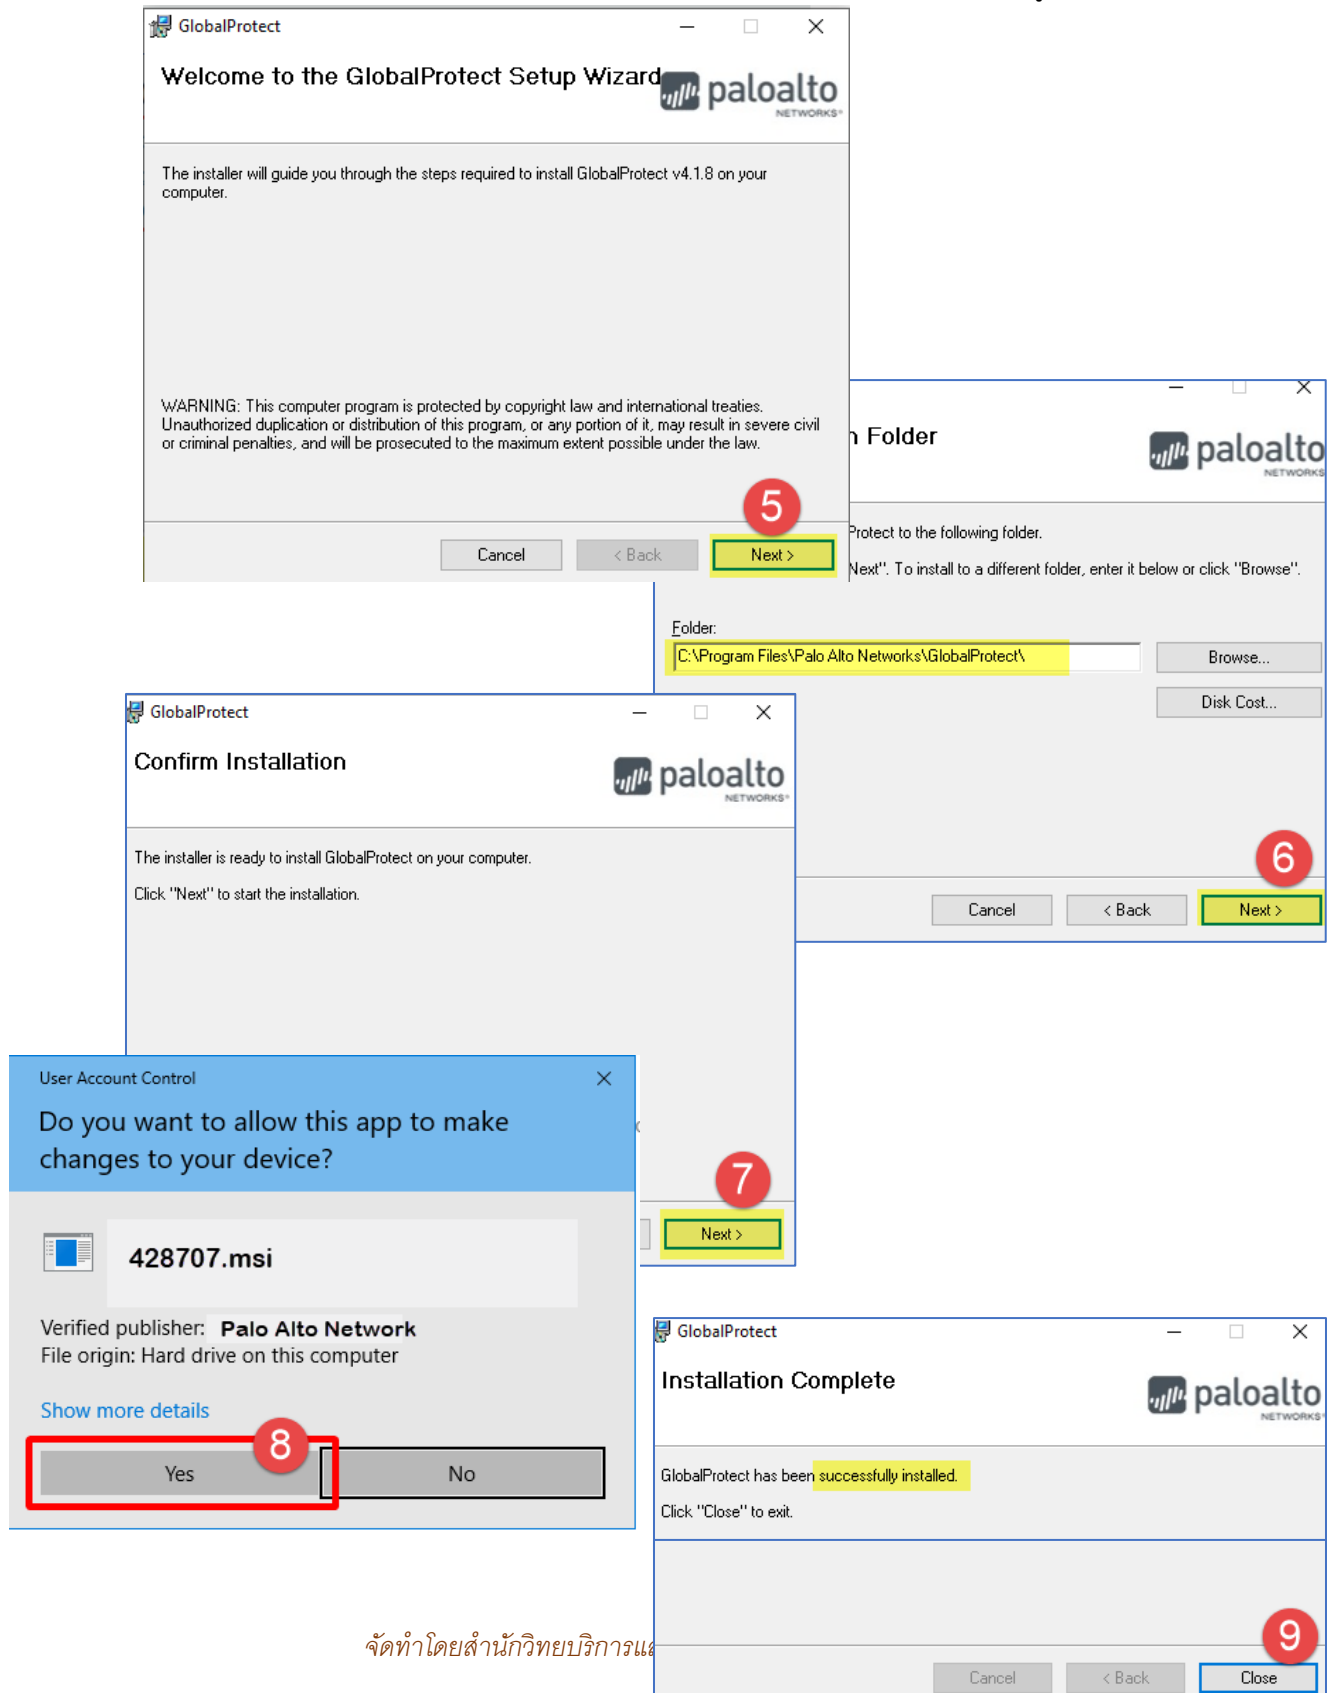 GlobalProtect
Welcome to the GlobalProtect Setup Wizard
paloalto
NETWORKS
The installer will guide you through the steps required to install GlobalProtect v4.1.8 on your
computer.
WARNING: This computer program is protected by copyright law and international treaties.
Unauthorized duplication or distribution of this program, or any portion of it, may result in severe civil
or criminal penalties, and will be prosecuted to the maximum extent possible under the law.
5
Cancel
< Back
Next >
n Folder
paloalto
NETWORKS
Protect to the following folder.
Next". To install to a different folder, enter it below or click "Browse".
Folder:
C:\Program Files\Palo Alto Networks\GlobalProtect\
Browse...
Disk Cost...
6
Cancel
< Back
Next >
GlobalProtect
Confirm Installation
paloalto
NETWORKS
The installer is ready to install GlobalProtect on your computer.
Click "Next" to start the installation.
7
Next >
User Account Control
Do you want to allow this app to make
changes to your device?
428707.msi
Verified publisher: Palo Alto Network
File origin: Hard drive on this computer
Show more details
8
Yes
No
GlobalProtect
Installation Complete
paloalto
NETWORKS
GlobalProtect has been successfully installed.
Click "Close" to exit.
9
Cancel
< Back
Close
จัดทำโดยสำนักวิทยบริการแล